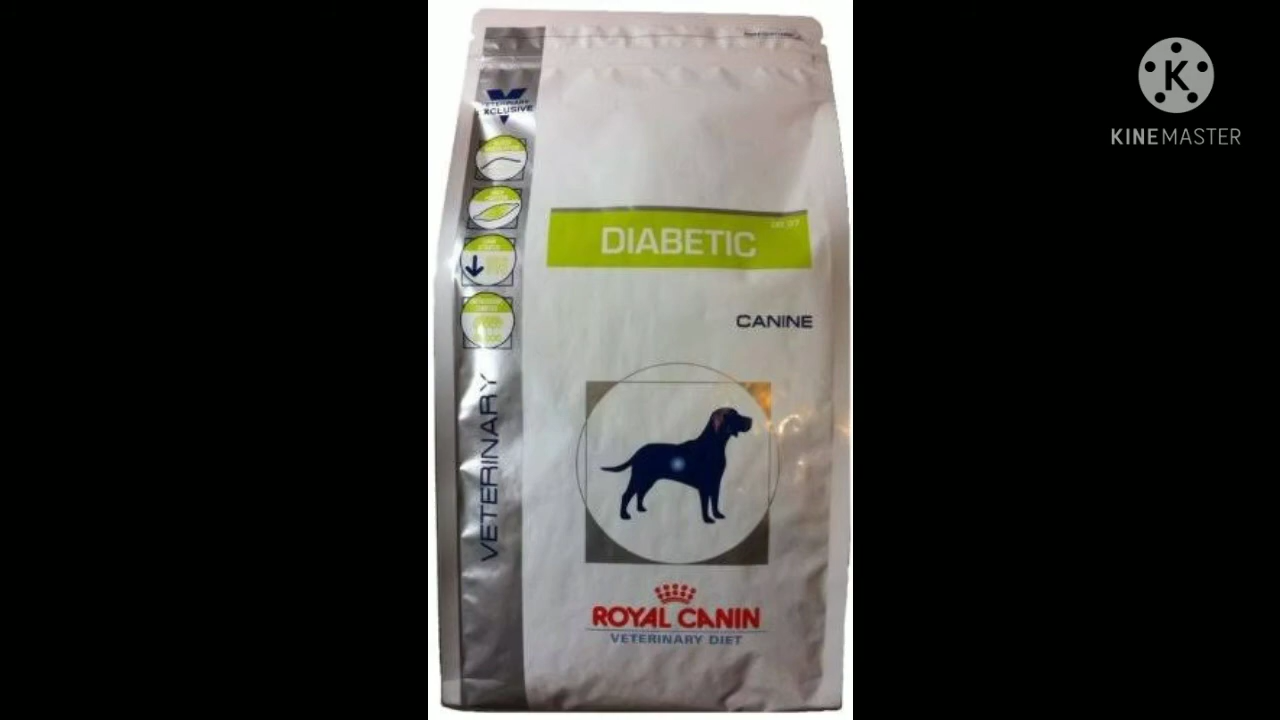 KINEMASTER
VETERINARY
EXCLUSIVE
DIABETIC
CANINE
VETERINARY
ROYAL CANIN
VETERINARY DIET